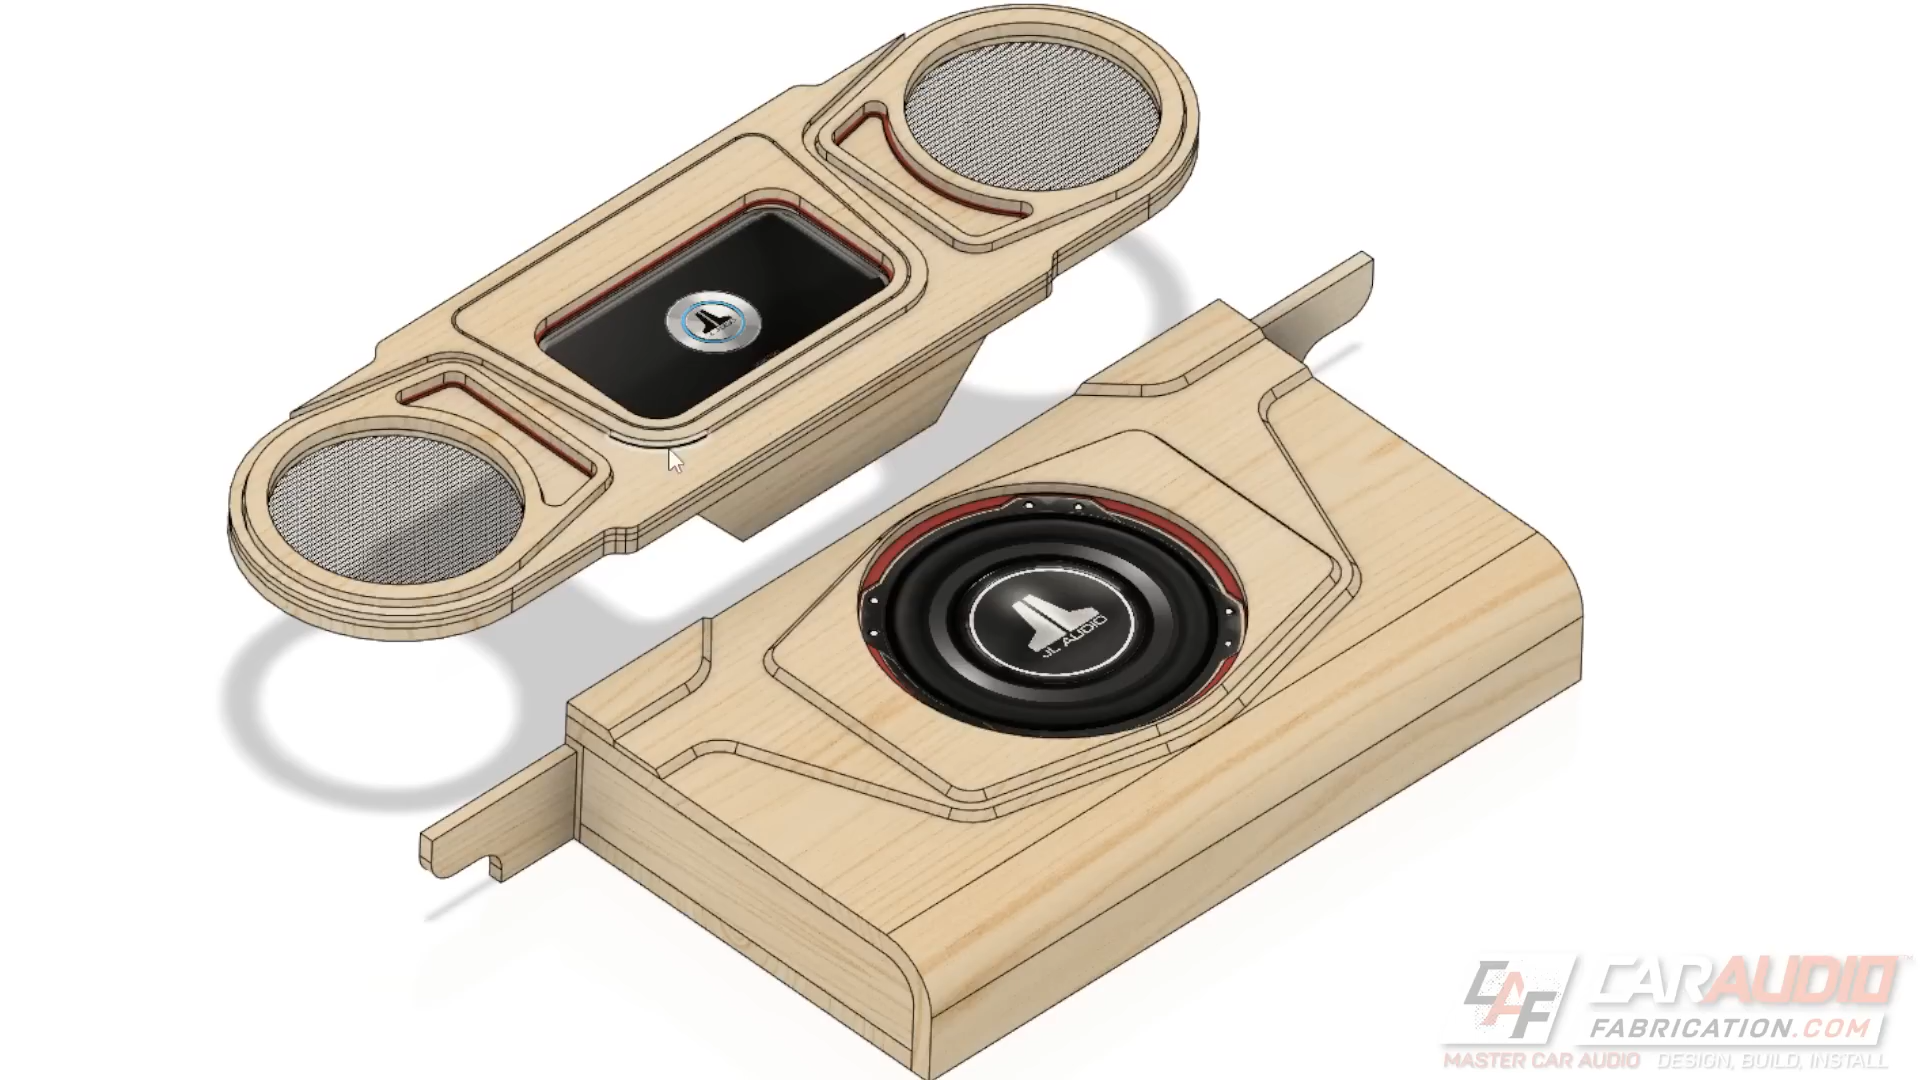 JL AUDIO
CAF
CARAUDIO
FABRICATION.COM
MASTER CAR AUDIO DESIGN, BUILD, INSTALL